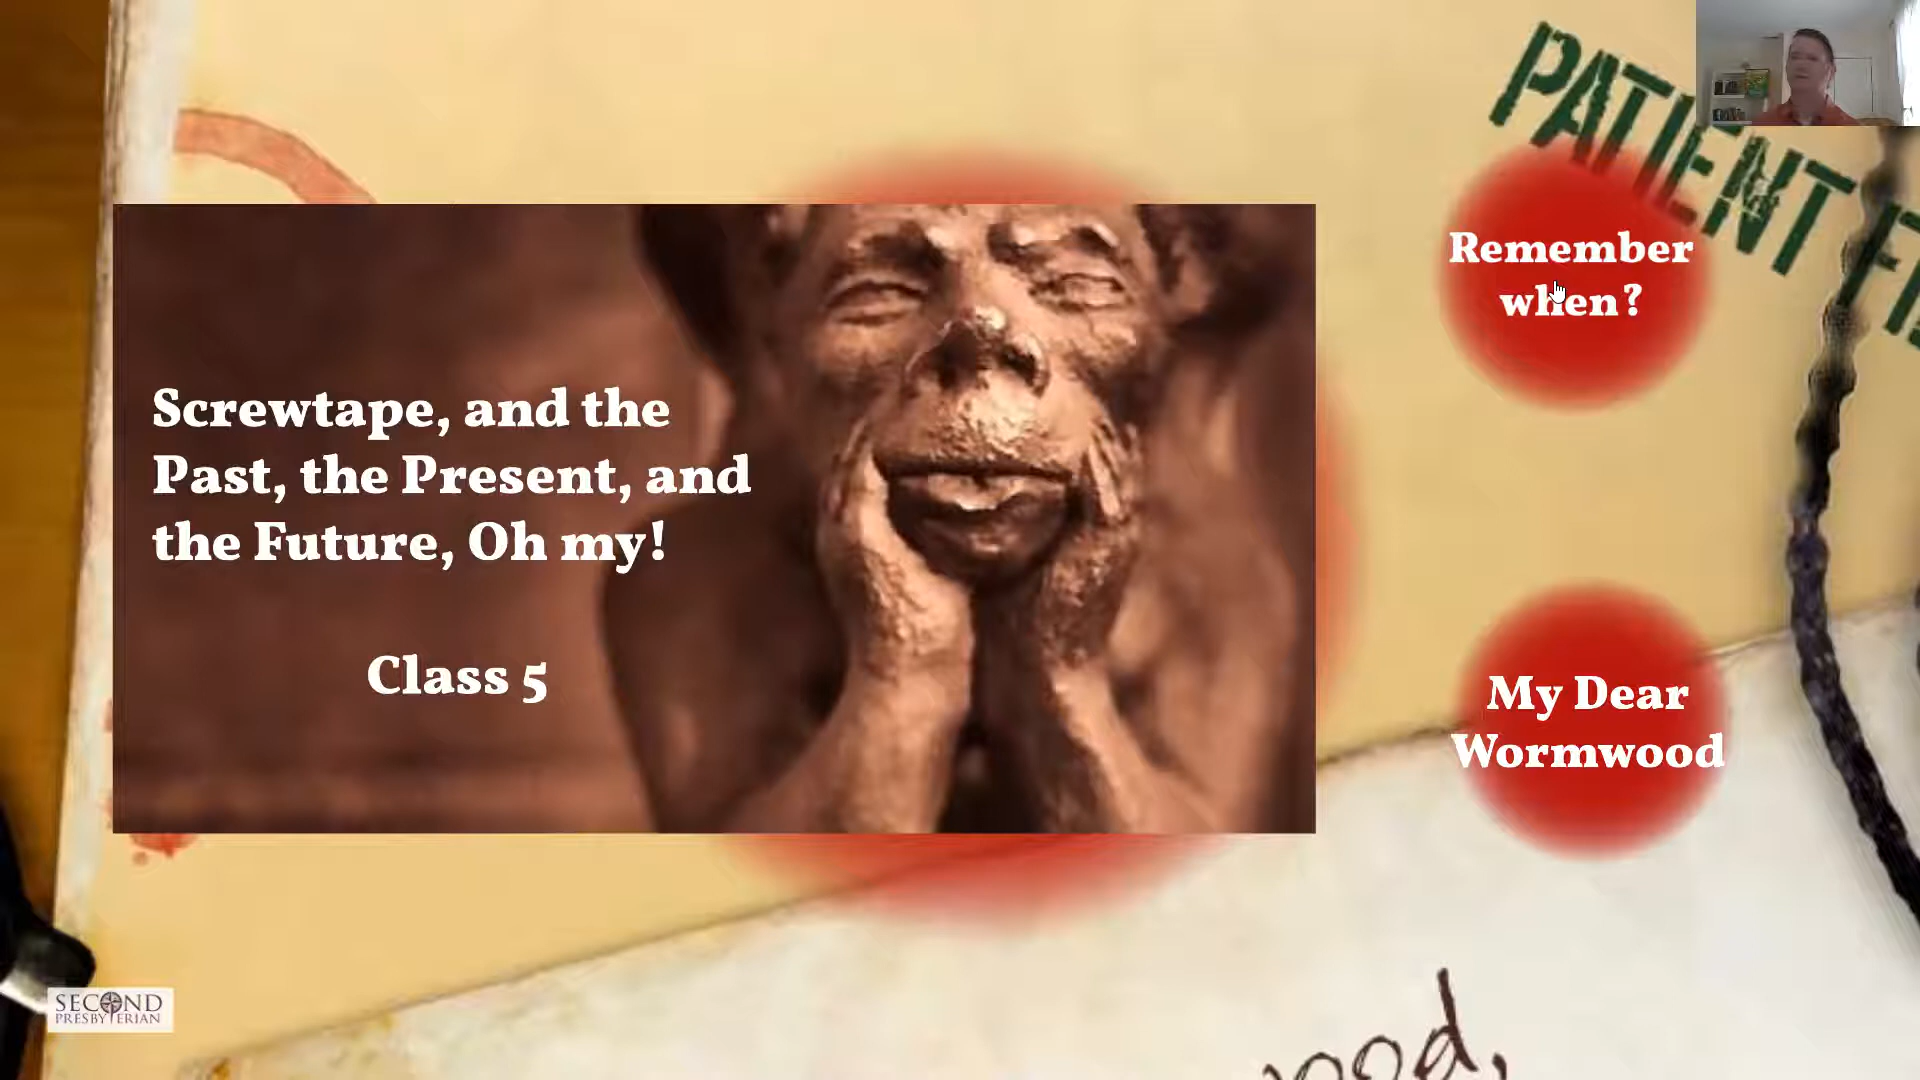 PATIENT
Remember
when?
Screwtape, and the
Past, the Present, and
the Future, Oh my!
Class 5
My Dear
Wormwood
SECOND
PRESBYTERIAN